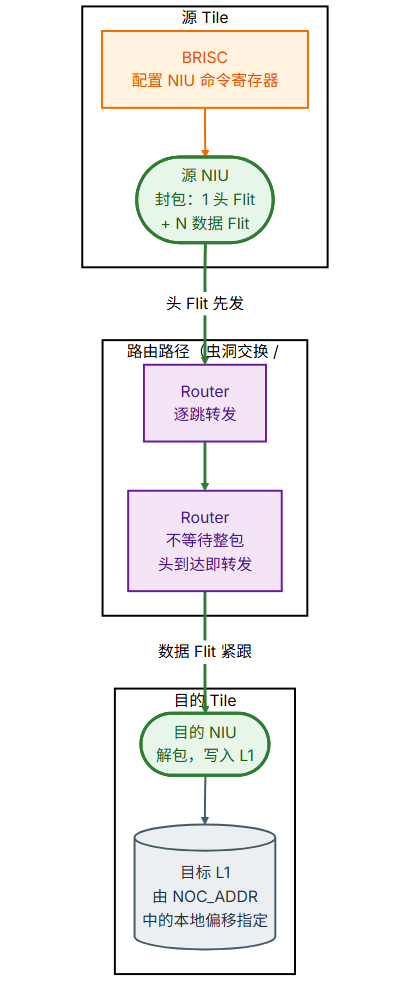 源 Tile
BRISC
配置 NIU 命令寄存器
源 NIU
封包：1 头 Flit
+ N 数据 Flit
头 Flit 先发
路由路径（虫洞交换 /
Router
逐跳转发
Router
不等待整包
头到达即转发
数据 Flit 紧跟
目的 Tile
目的 NIU
解包，写入 L1
目标 L1
由 NOC_ADDR
中的本地偏移指定